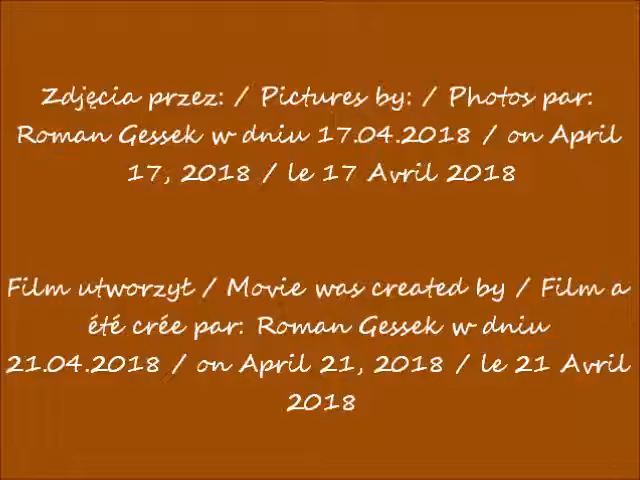 Zdjęcia przez: / Pictures by: / Photos par:
Roman Gessek w dniu 17.04.2018 / on April
17, 2018 / le 17 Avril 2018
Film utworzył / Movie was created by / Film a
été crée par: Roman Gessek w dniu
21.04.2018 / on April 21, 2018 / le 21 Avril
2018